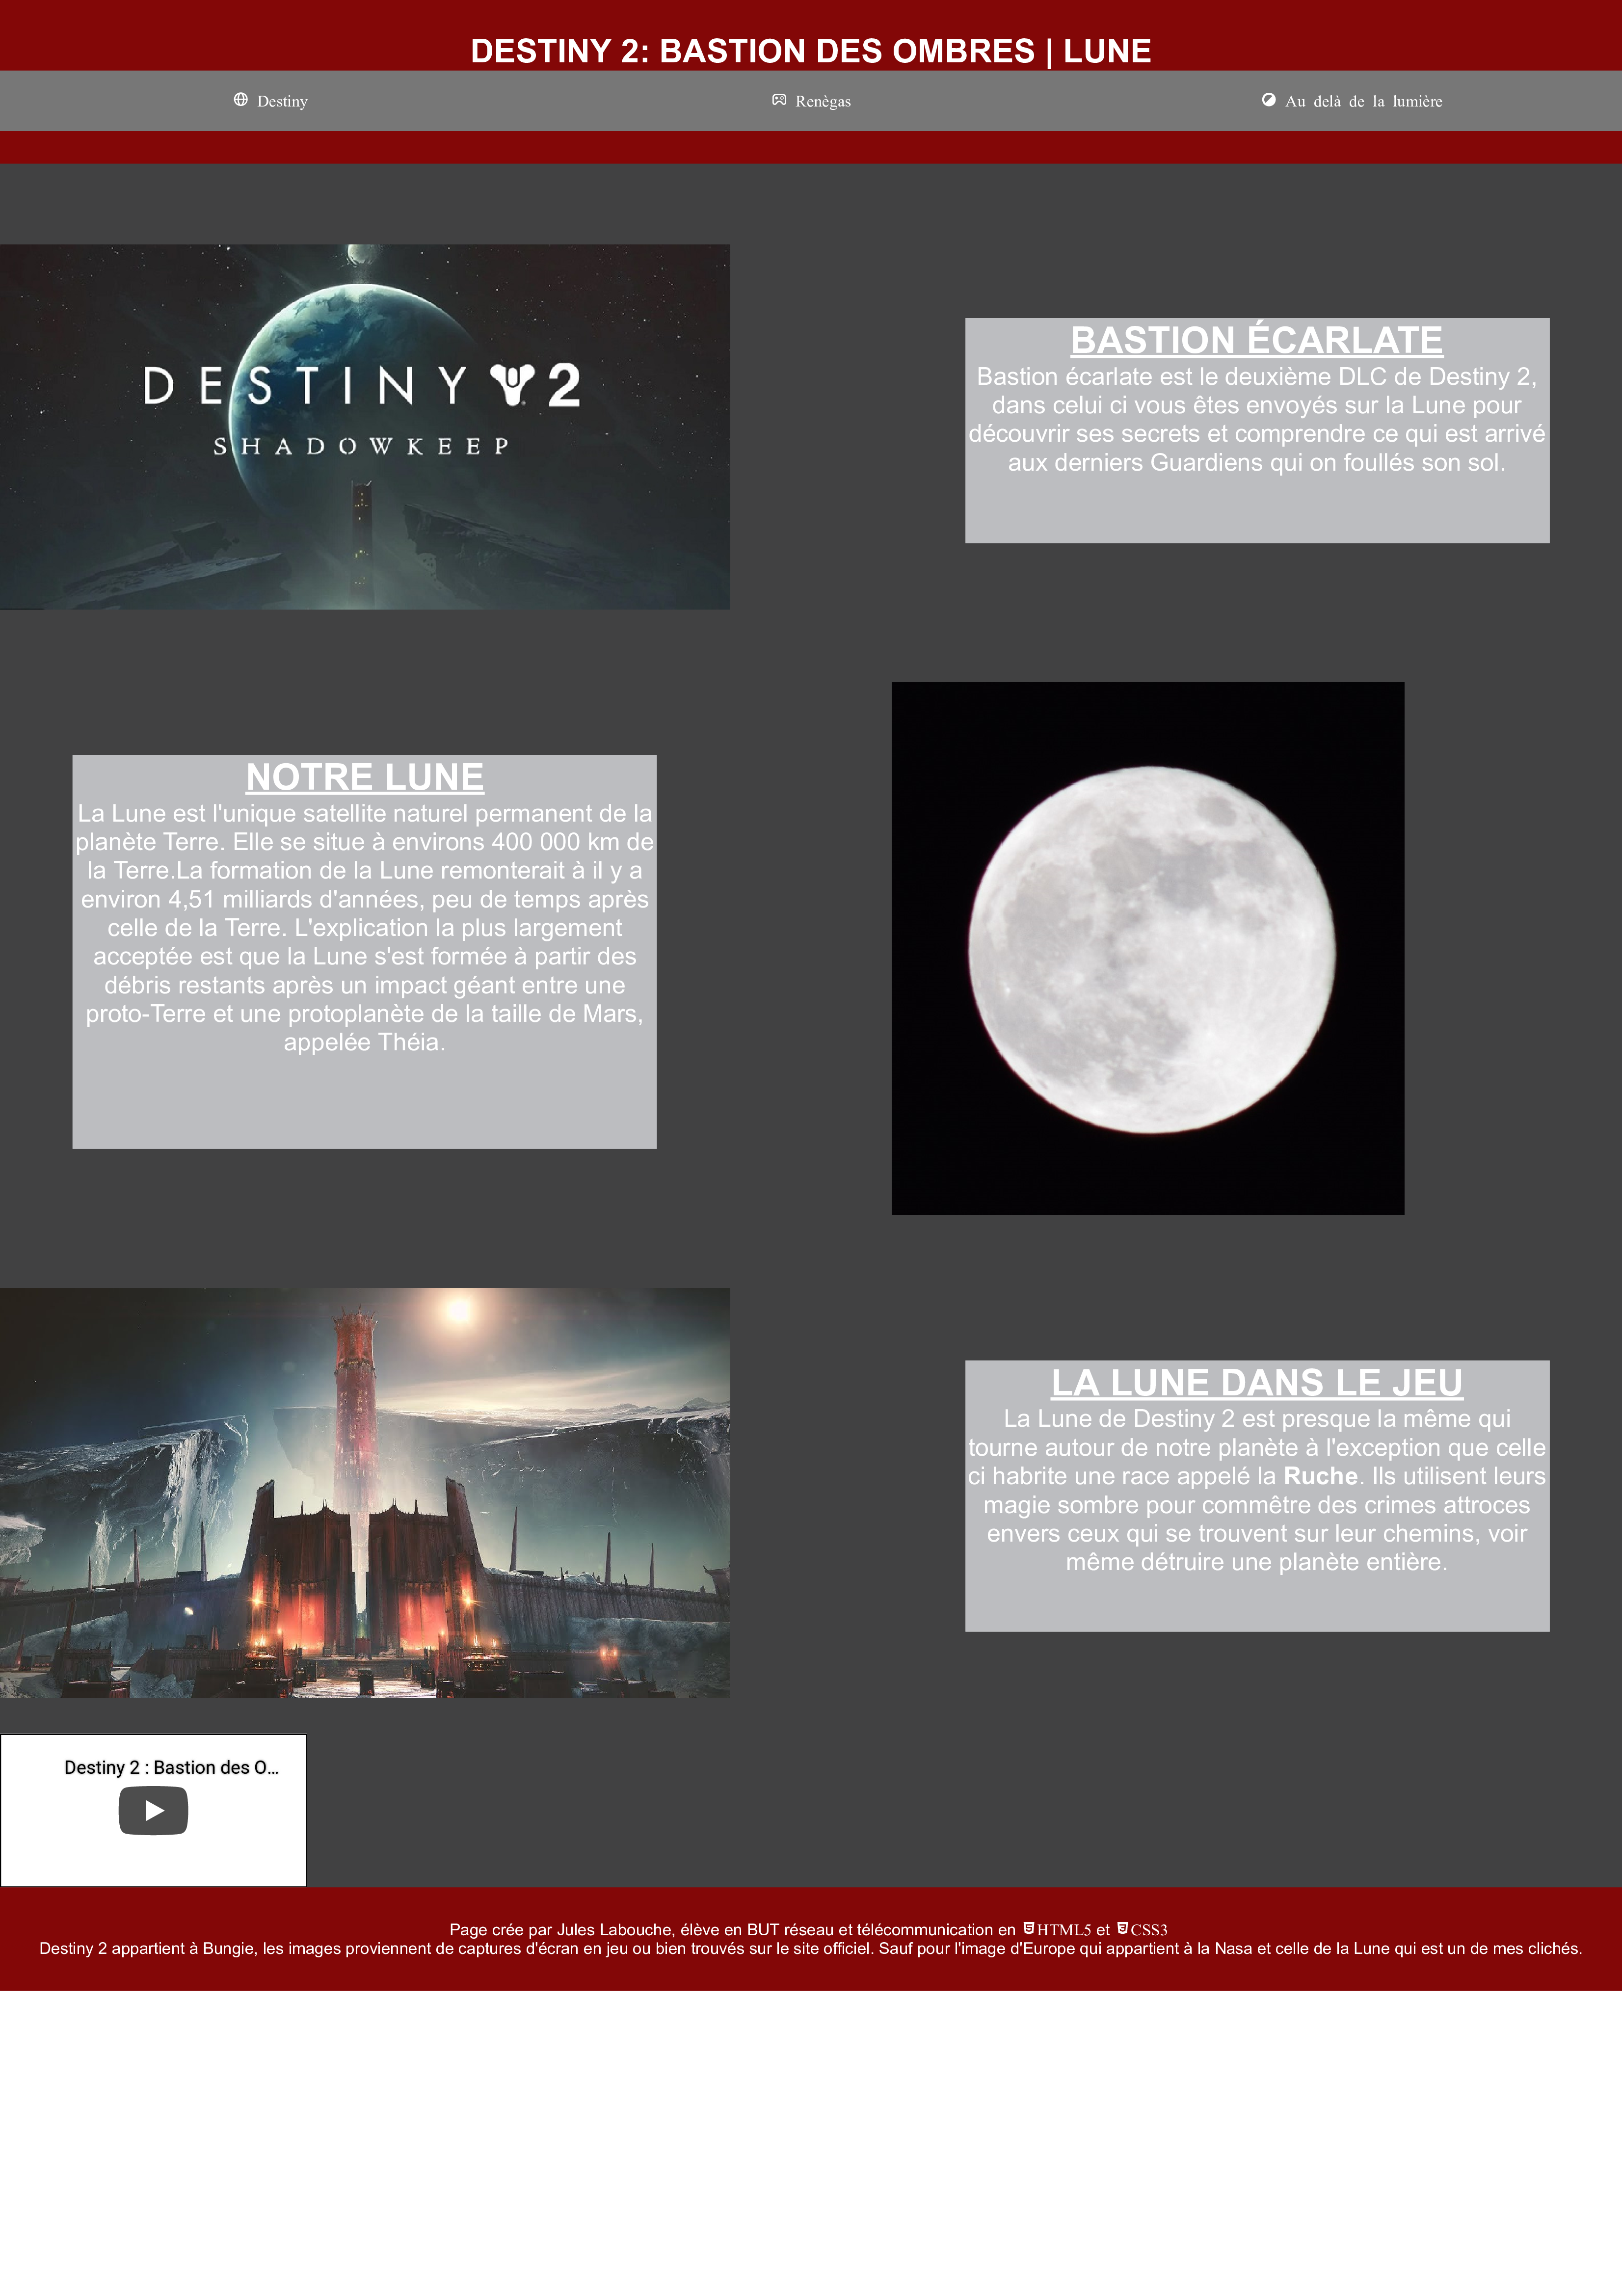 DESTINY 2: BASTION DES OMBRES | LUNE
Destiny
Renègas
Au delà de la lumière
DESTINY 2
SHADOWKEEP
BASTION ÉCARLATE
Bastion écarlate est le deuxième DLC de Destiny 2,
dans celui ci vous êtes envoyés sur la Lune pour
découvrir ses secrets et comprendre ce qui est arrivé
aux derniers Guardiens qui on foullés son sol.
NOTRE LUNE
La Lune est l'unique satellite naturel permanent de la
planète Terre. Elle se situe à environs 400 000 km de
la Terre.La formation de la Lune remonterait à il y a
environ 4,51 milliards d'années, peu de temps après
celle de la Terre. L'explication la plus largement
acceptée est que la Lune s'est formée à partir des
débris restants après un impact géant entre une
proto-Terre et une protoplanète de la taille de Mars,
appelée Théia.
LA LUNE DANS LE JEU
La Lune de Destiny 2 est presque la même qui
tourne autour de notre planète à l'exception que celle
ci habrite une race appelé la Ruche. Ils utilisent leurs
magie sombre pour commêtre des crimes attroces
envers ceux qui se trouvent sur leur chemins, voir
même détruire une planète entière.
Destiny 2 : Bastion des O...
Page crée par Jules Labouche, élève en BUT réseau et télécommunication en HTML5 et CSS3
Destiny 2 appartient à Bungie, les images proviennent de captures d'écran en jeu ou bien trouvés sur le site officiel. Sauf pour l'image d'Europe qui appartient à la Nasa et celle de la Lune qui est un de mes clichés.